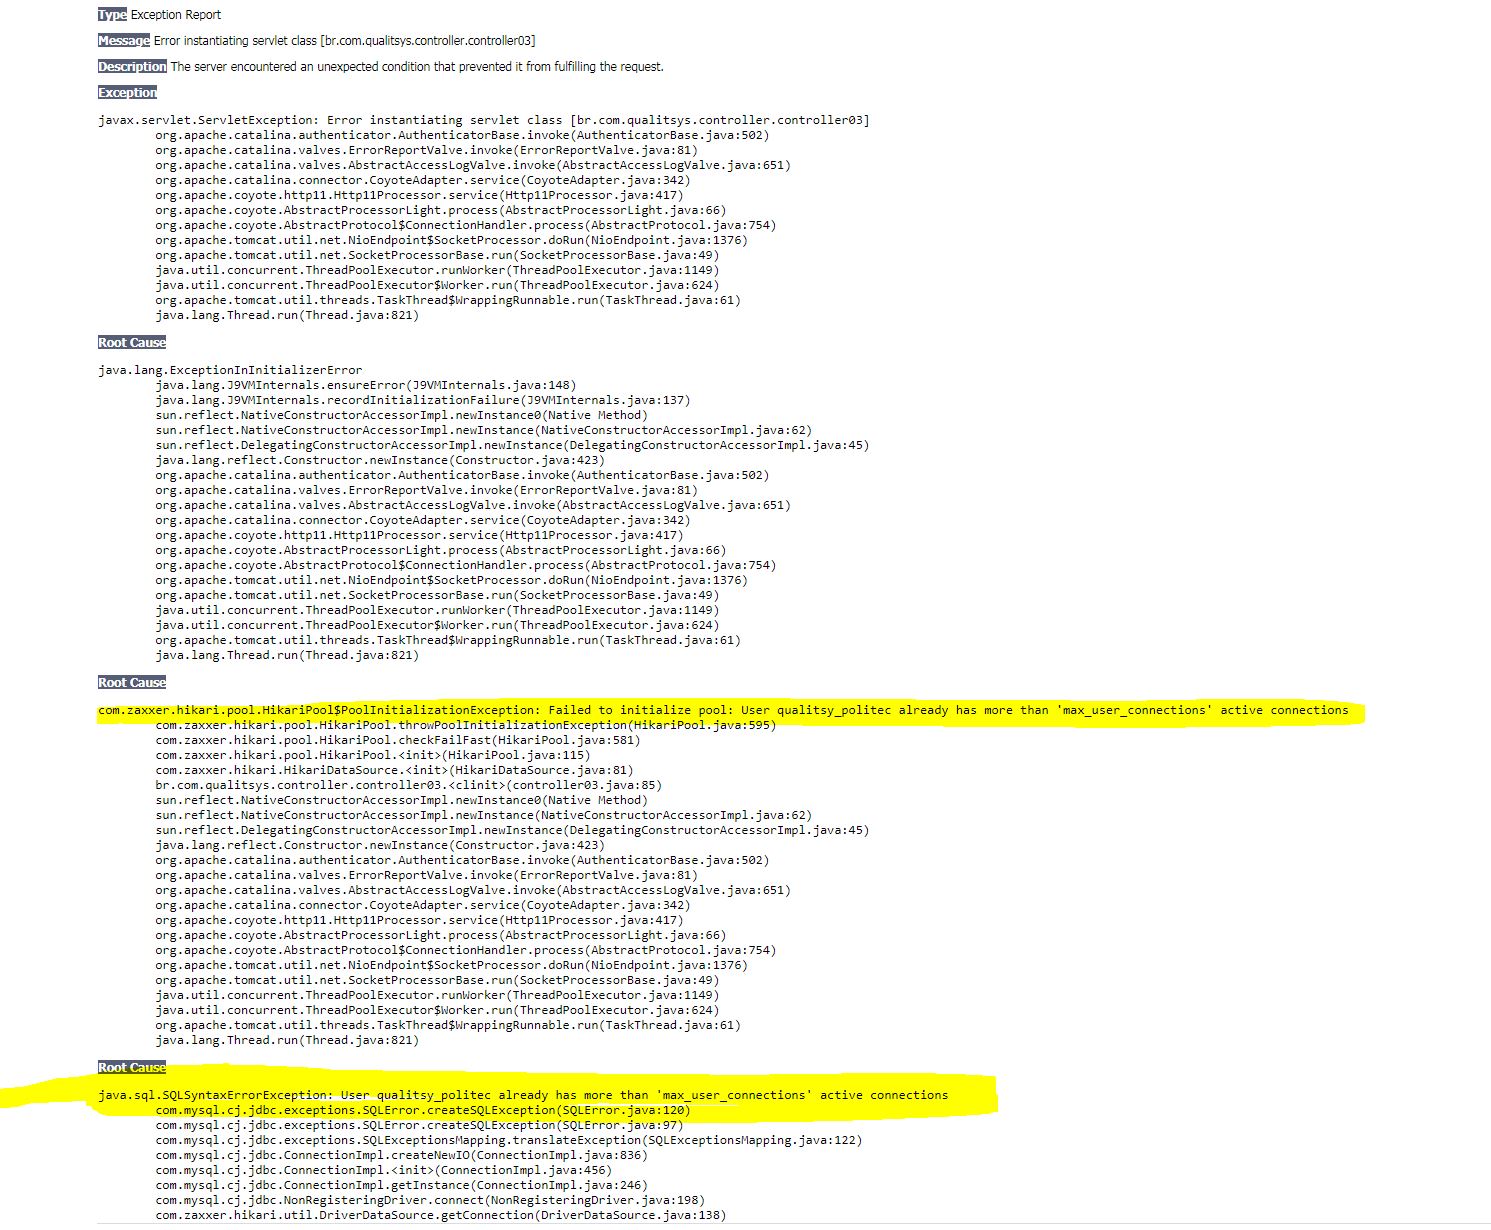 Type Exception Report
Message Error instantiating servlet class [br.com.qualitsys.controller.controller03]
Description The server encountered an unexpected condition that prevented it from fulfilling the request.
Exception
javax.servlet.ServletException: Error instantiating servlet class [br.com.qualitsys.controller.controller03]
org.apache.catalina.authenticator.AuthenticatorBase.invoke(AuthenticatorBase.java:502)
org.apache.catalina.valves.ErrorReportValve.invoke(ErrorReportValve.java:81)
org.apache.catalina.valves.AbstractAccessLogValve.invoke(AbstractAccessLogValve.java:651)
org.apache.catalina.connector.CoyoteAdapter.service(CoyoteAdapter.java:342)
org.apache.coyote.http11.Http11Processor.service(Http11Processor.java:417)
org.apache.coyote.AbstractProcessorLight.process(AbstractProcessorLight.java:66)
org.apache.coyote.AbstractProtocol$ConnectionHandler.process(AbstractProtocol.java:754)
org.apache.tomcat.util.net.NioEndpoint$SocketProcessor.doRun(NioEndpoint.java:1376)
org.apache.tomcat.util.net.SocketProcessorBase.run(SocketProcessorBase.java:49)
java.util.concurrent.ThreadPoolExecutor.runWorker(ThreadPoolExecutor.java:1149)
java.util.concurrent.ThreadPoolExecutor$Worker.run(ThreadPoolExecutor.java:624)
org.apache.tomcat.util.threads.TaskThread$WrappingRunnable.run(TaskThread.java:61)
java.lang.Thread.run(Thread.java:821)
Root Cause
java.lang.ExceptionInInitializerError
java.lang.J9VMInternals.ensureError(J9VMInternals.java:148)
java.lang.J9VMInternals.recordInitializationFailure(J9VMInternals.java:137)
sun.reflect.NativeConstructorAccessorImpl.newInstance0(Native Method)
sun.reflect.NativeConstructorAccessorImpl.newInstance(NativeConstructorAccessorImpl.java:62)
sun.reflect.DelegatingConstructorAccessorImpl.newInstance(DelegatingConstructorAccessorImpl.java:45)
java.lang.reflect.Constructor.newInstance(Constructor.java:423)
org.apache.catalina.authenticator.AuthenticatorBase.invoke(AuthenticatorBase.java:502)
org.apache.catalina.valves.ErrorReportValve.invoke(ErrorReportValve.java:81)
org.apache.catalina.valves.AbstractAccessLogValve.invoke(AbstractAccessLogValve.java:651)
org.apache.catalina.connector.CoyoteAdapter.service(CoyoteAdapter.java:342)
org.apache.coyote.http11.Http11Processor.service(Http11Processor.java:417)
org.apache.coyote.AbstractProcessorLight.process(AbstractProcessorLight.java:66)
org.apache.coyote.AbstractProtocol$ConnectionHandler.process(AbstractProtocol.java:754)
org.apache.tomcat.util.net.NioEndpoint$SocketProcessor.doRun(NioEndpoint.java:1376)
org.apache.tomcat.util.net.SocketProcessorBase.run(SocketProcessorBase.java:49)
java.util.concurrent.ThreadPoolExecutor.runWorker(ThreadPoolExecutor.java:1149)
java.util.concurrent.ThreadPoolExecutor$Worker.run(ThreadPoolExecutor.java:624)
org.apache.tomcat.util.threads.TaskThread$WrappingRunnable.run(TaskThread.java:61)
java.lang.Thread.run(Thread.java:821)
Root Cause
com.zaxxer.hikari.pool.HikariPool$PoolInitializationException: Failed to initialize pool: User qualitsy_politec already has more than 'max_user_connections' active connections
com.zaxxer.hikari.pool.HikariPool.throwPoolInitializationException(HikariPool.java:595)
com.zaxxer.hikari.pool.HikariPool.checkFailFast(HikariPool.java:581)
com.zaxxer.hikari.pool.HikariPool.<init>(HikariPool.java:115)
com.zaxxer.hikari.HikariDataSource.<init>(HikariDataSource.java:81)
br.com.qualitsys.controller.controller03.<clinit>(controller03.java:85)
sun.reflect.NativeConstructorAccessorImpl.newInstance0(Native Method)
sun.reflect.NativeConstructorAccessorImpl.newInstance(NativeConstructorAccessorImpl.java:62)
sun.reflect.DelegatingConstructorAccessorImpl.newInstance(DelegatingConstructorAccessorImpl.java:45)
java.lang.reflect.Constructor.newInstance(Constructor.java:423)
org.apache.catalina.authenticator.AuthenticatorBase.invoke(AuthenticatorBase.java:502)
org.apache.catalina.valves.ErrorReportValve.invoke(ErrorReportValve.java:81)
org.apache.catalina.valves.AbstractAccessLogValve.invoke(AbstractAccessLogValve.java:651)
org.apache.catalina.connector.CoyoteAdapter.service(CoyoteAdapter.java:342)
org.apache.coyote.http11.Http11Processor.service(Http11Processor.java:417)
org.apache.coyote.AbstractProcessorLight.process(AbstractProcessorLight.java:66)
org.apache.coyote.AbstractProtocol$ConnectionHandler.process(AbstractProtocol.java:754)
org.apache.tomcat.util.net.NioEndpoint$SocketProcessor.doRun(NioEndpoint.java:1376)
org.apache.tomcat.util.net.SocketProcessorBase.run(SocketProcessorBase.java:49)
java.util.concurrent.ThreadPoolExecutor.runWorker(ThreadPoolExecutor.java:1149)
java.util.concurrent.ThreadPoolExecutor$Worker.run(ThreadPoolExecutor.java:624)
org.apache.tomcat.util.threads.TaskThread$WrappingRunnable.run(TaskThread.java:61)
java.lang.Thread.run(Thread.java:821)
Root Cause
java.sql.SQLSyntaxErrorException: User qualitsy_politec already has more than 'max_user_connections' active connections
com.mysql.cj.jdbc.exceptions.SQLError.createSQLException(SQLError.java:120)
com.mysql.cj.jdbc.exceptions.SQLError.createSQLException(SQLError.java:97)
com.mysql.cj.jdbc.exceptions.SQLExceptionsMapping.translateException(SQLExceptionsMapping.java:122)
com.mysql.cj.jdbc.ConnectionImpl.createNewIO(ConnectionImpl.java:836)
com.mysql.cj.jdbc.ConnectionImpl.<init>(ConnectionImpl.java:456)
com.mysql.cj.jdbc.ConnectionImpl.getInstance(ConnectionImpl.java:246)
com.mysql.cj.jdbc.NonRegisteringDriver.connect(NonRegisteringDriver.java:198)
com.zaxxer.hikari.util.DriverDataSource.getConnection(DriverDataSource.java:138)